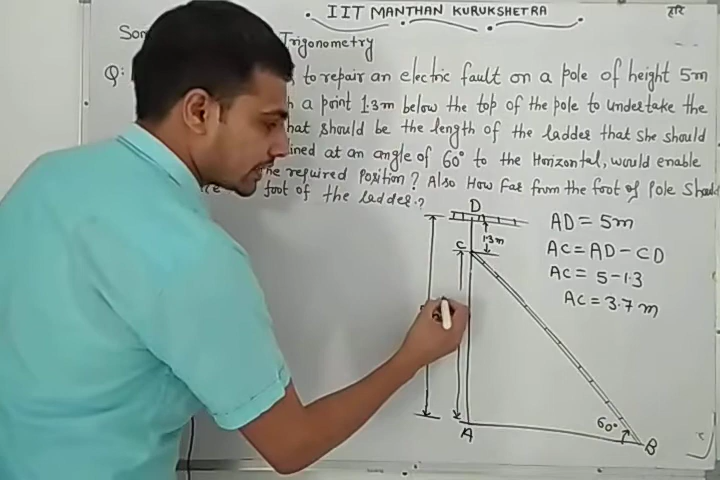 IIT MANTHAN KURUKSHETRA
हरि
Trigonometry
Q:
to repair an electric fault on a pole of height 5m
a point 1.3m below the top of the pole to undertake the
hat should be the length of the ladder that she should
ined at an angle of 60° to the Horizontal, would enable
he required Position? Also How far from the foot of pole should
foot of the ladder?
D
AD = 5m
1.3m
C
AC = AD - CD
AC = 5-1.3
AC = 3.7 m
60°
A
B